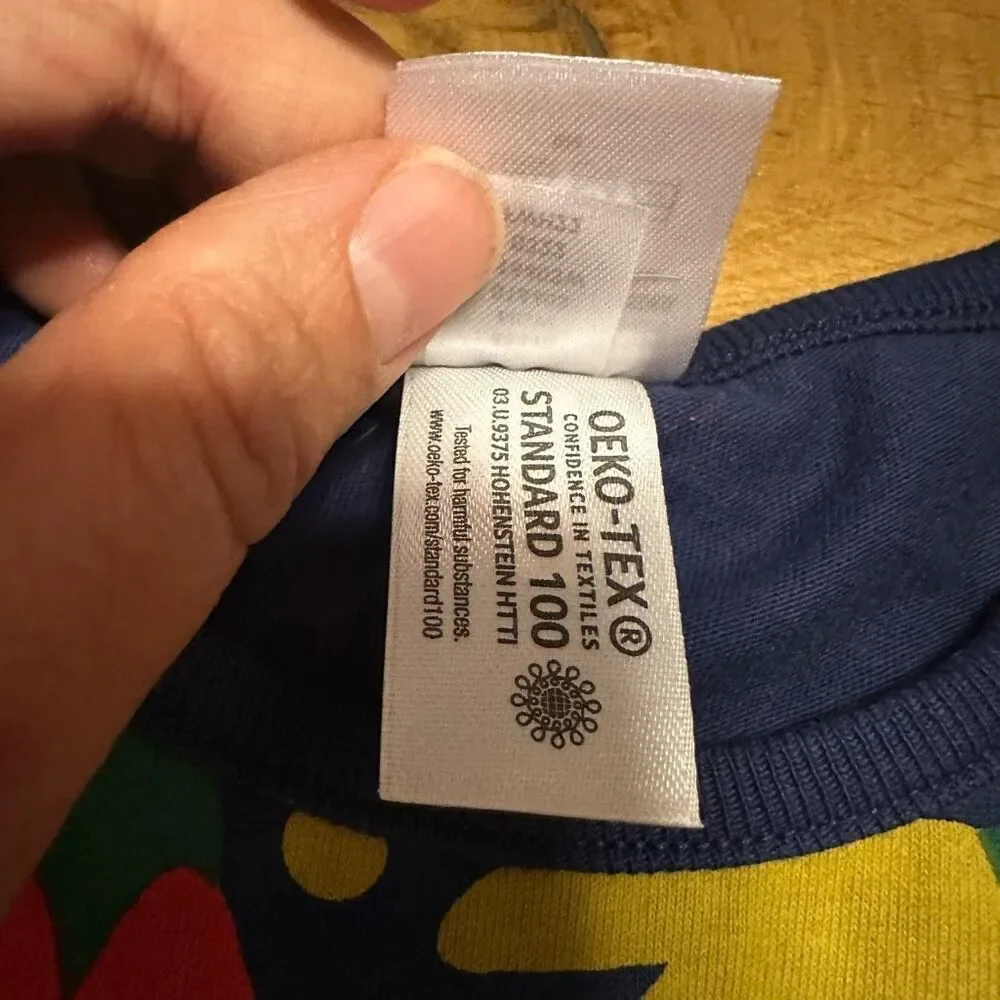 OEKO-TEX®
CONFIDENCE IN TEXTILES
STANDARD 100
03.U.9375 HOHENSTEIN HTTI
Tested for harmful substances.
www.oeko-tex.com/standard100